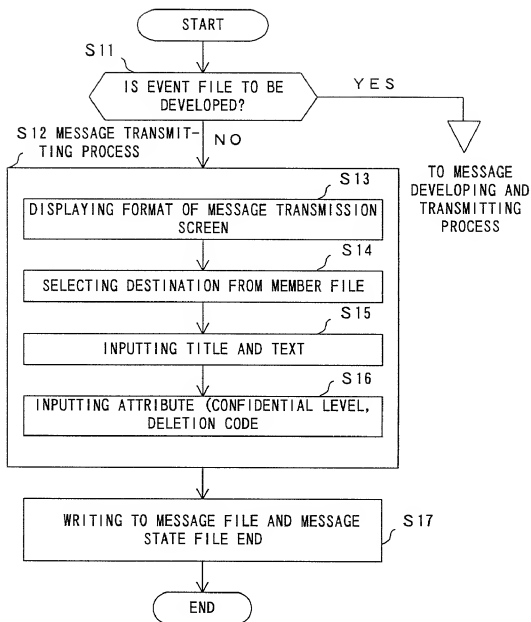 START
S11
IS EVENT FILE TO BE
DEVELOPED?
YES
S12 MESSAGE TRANSMIT-
TING PROCESS
NO
TO MESSAGE
DEVELOPING AND
TRANSMITTING
PROCESS
S13
DISPLAYING FORMAT OF MESSAGE TRANSMISSION
SCREEN
S14
SELECTING DESTINATION FROM MEMBER FILE
S15
INPUTTING TITLE AND TEXT
S16
INPUTTING ATTRIBUTE (CONFIDENTIAL LEVEL,
DELETION CODE
WRITING TO MESSAGE FILE AND MESSAGE
STATE FILE END
S17
END